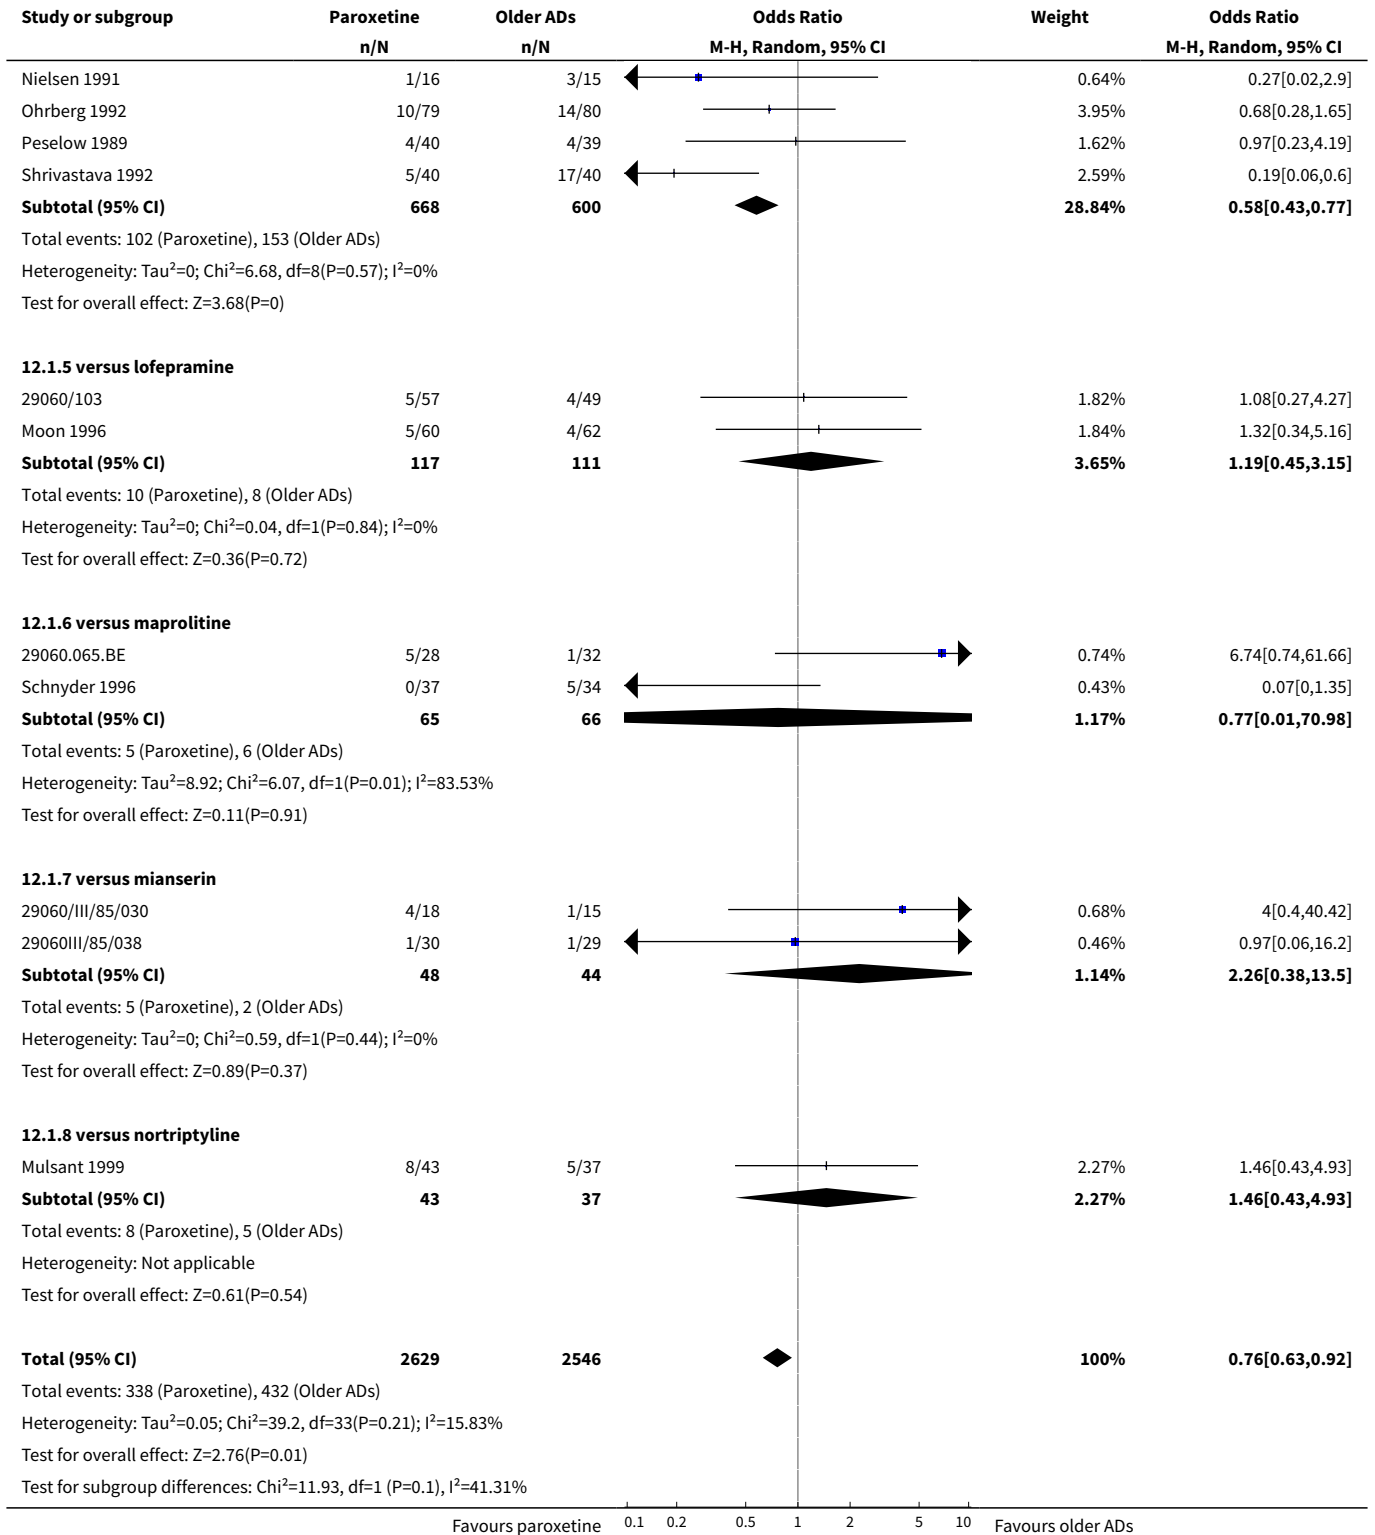 Study or subgroup Paroxetine Older ADs Odds Ratio Weight Odds Ratio
n/N n/N M-H, Random, 95% CI M-H, Random, 95% CI
Nielsen 1991 1/16 3/15 0.64% 0.27[0.02,2.9]
Ohrberg 1992 10/79 14/80 3.95% 0.68[0.28,1.65]
Peselow 1989 4/40 4/39 1.62% 0.97[0.23,4.19]
Shrivastava 1992 5/40 17/40 2.59% 0.19[0.06,0.6]
Subtotal (95% CI) 668 600 28.84% 0.58[0.43,0.77]
Total events: 102 (Paroxetine), 153 (Older ADs)
Heterogeneity: Tau²=0; Chi²=6.68, df=8(P=0.57); I²=0%
Test for overall effect: Z=3.68(P=0)
12.1.5 versus lofepramine
29060/103 5/57 4/49 1.82% 1.08[0.27,4.27]
Moon 1996 5/60 4/62 1.84% 1.32[0.34,5.16]
Subtotal (95% CI) 117 111 3.65% 1.19[0.45,3.15]
Total events: 10 (Paroxetine), 8 (Older ADs)
Heterogeneity: Tau²=0; Chi²=0.04, df=1(P=0.84); I²=0%
Test for overall effect: Z=0.36(P=0.72)
12.1.6 versus maprolitine
29060.065.BE 5/28 1/32 0.74% 6.74[0.74,61.66]
Schnyder 1996 0/37 5/34 0.43% 0.07[0,1.35]
Subtotal (95% CI) 65 66 1.17% 0.77[0.01,70.98]
Total events: 5 (Paroxetine), 6 (Older ADs)
Heterogeneity: Tau²=8.92; Chi²=6.07, df=1(P=0.01); I²=83.53%
Test for overall effect: Z=0.11(P=0.91)
12.1.7 versus mianserin
29060/III/85/030 4/18 1/15 0.68% 4[0.4,40.42]
29060III/85/038 1/30 1/29 0.46% 0.97[0.06,16.2]
Subtotal (95% CI) 48 44 1.14% 2.26[0.38,13.5]
Total events: 5 (Paroxetine), 2 (Older ADs)
Heterogeneity: Tau²=0; Chi²=0.59, df=1(P=0.44); I²=0%
Test for overall effect: Z=0.89(P=0.37)
12.1.8 versus nortriptyline
Mulsant 1999 8/43 5/37 2.27% 1.46[0.43,4.93]
Subtotal (95% CI) 43 37 2.27% 1.46[0.43,4.93]
Total events: 8 (Paroxetine), 5 (Older ADs)
Heterogeneity: Not applicable
Test for overall effect: Z=0.61(P=0.54)
Total (95% CI) 2629 2546 100% 0.76[0.63,0.92]
Total events: 338 (Paroxetine), 432 (Older ADs)
Heterogeneity: Tau²=0.05; Chi²=39.2, df=33(P=0.21); I²=15.83%
Test for overall effect: Z=2.76(P=0.01)
Test for subgroup differences: Chi²=11.93, df=1 (P=0.1), I²=41.31%
Favours paroxetine 0.1 0.2 0.5 1 2 5 10 Favours older ADs